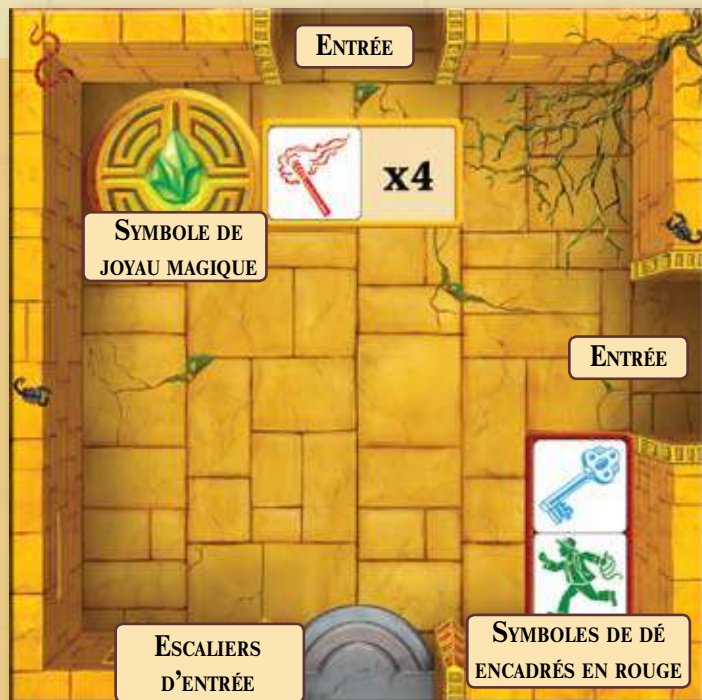 Entrée
x4
Symbole de
joyau magique
Entrée
Escaliers
d'entrée
Symboles de dé
encadrés en rouge